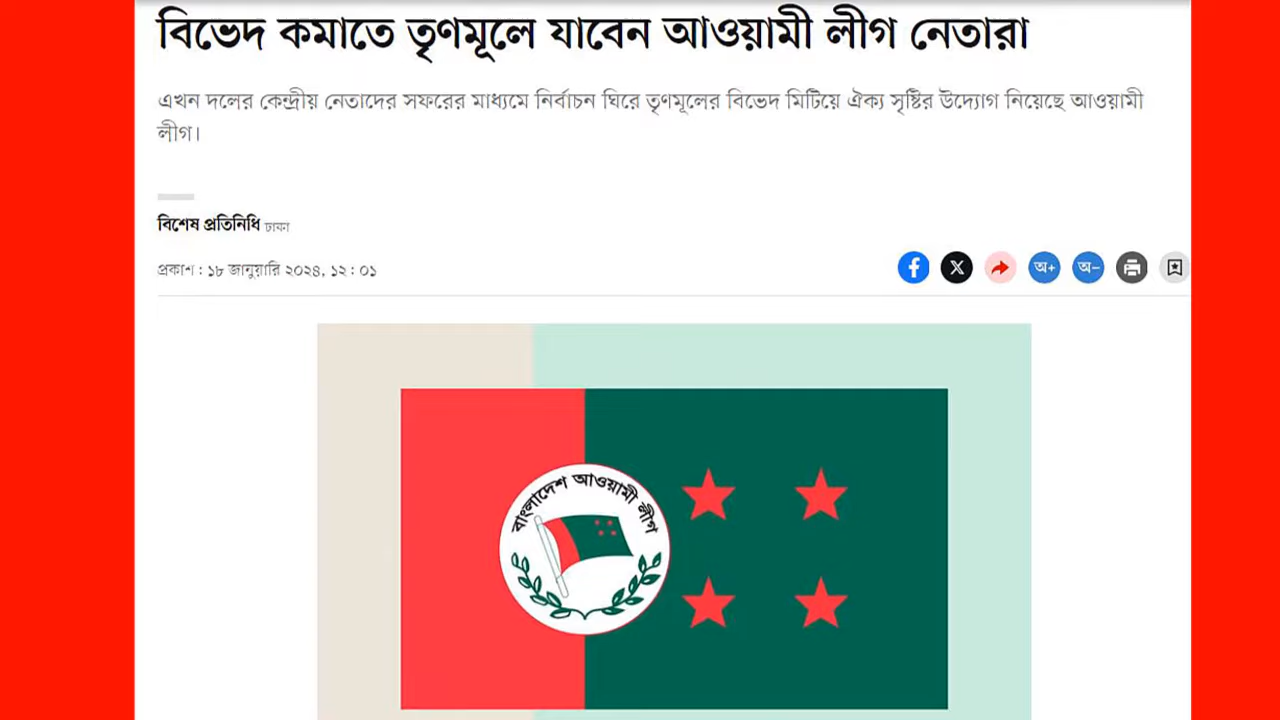 বিভেদ কমাতে তৃণমূলে যাবেন আওয়ামী লীগ নেতারা
এখন দলের কেন্দ্রীয় নেতাদের সফরের মাধ্যমে নির্বাচন ঘিরে তৃণমূলের বিভেদ মিটিয়ে ঐক্য সৃষ্টির উদ্যোগ নিয়েছে আওয়ামী
লীগ।
বিশেষ প্রতিনিধি ঢাকা
প্রকাশ : ১৮ জানুয়ারি ২০২৪, ১২ : ০১
অ+ অ−
বাংলাদেশ আওয়ামী লীগ